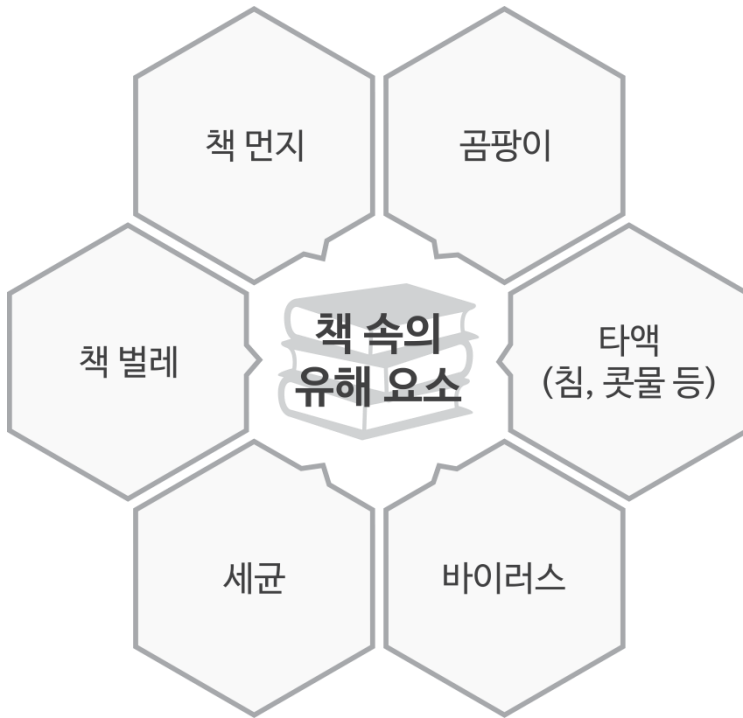 책 먼지
곰팡이
책 속의
유해 요소
책 벌레
타액
(침, 콧물 등)
세균
바이러스